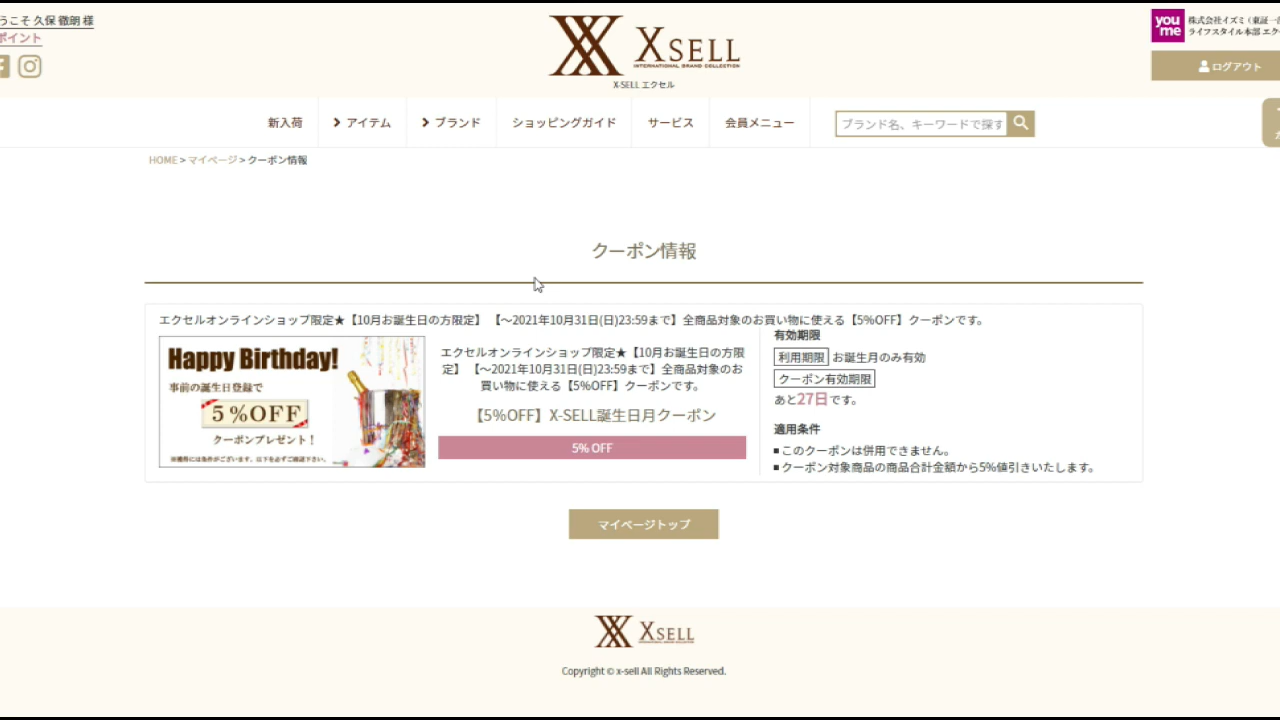 うこそ 久保 徹朗 様
ポイント
XSELL
INTERNATIONAL BRAND COLLECTION
X-SELL エクセル
you me
株式会社イズミ（東証一部
ライフスタイル本部 エク
ログアウト
新入荷
アイテム
ブランド
ショッピングガイド
サービス
会員メニュー
ブランド名、キーワードで探す
HOME > マイページ > クーポン情報
クーポン情報
エクセルオンラインショップ限定★【10月お誕生日の方限定】 【～2021年10月31日(日)23:59まで】全商品対象のお買い物に使える【5%OFF】クーポンです。
Happy Birthday!
事前の誕生日登録で
5%OFF
クーポンプレゼント！
エクセルオンラインショップ限定★【10月お誕生日の方限
定】 【～2021年10月31日(日)23:59まで】全商品対象のお
買い物に使える【5%OFF】クーポンです。
【5%OFF】X-SELL誕生日月クーポン
5% OFF
有効期限
利用期限 お誕生月のみ有効
クーポン有効期限
あと27日です。
適用条件
■このクーポンは併用できません。
■クーポン対象商品の商品合計金額から5%値引きいたします。
マイページトップ
XSELL
Copyright © x-sell All Rights Reserved.